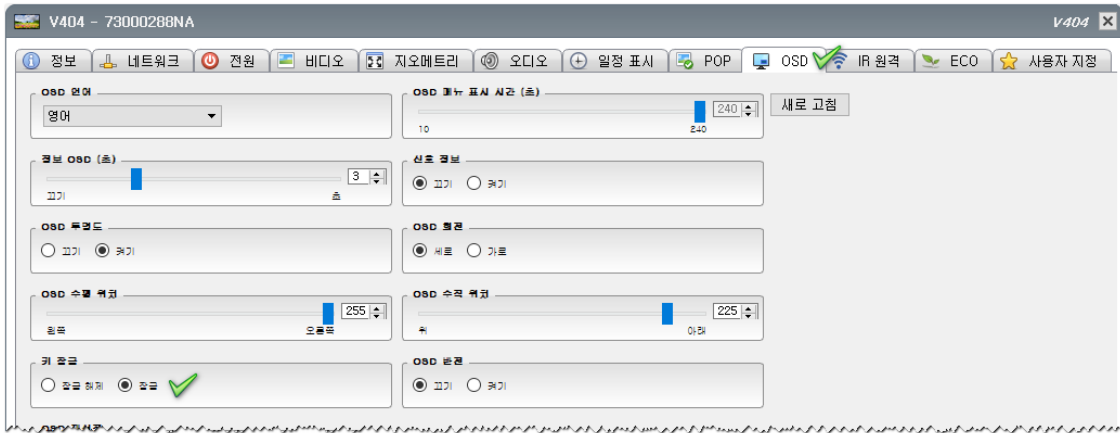 V404 - 73000288NA
V404
정보 네트워크 전원 비디오 지오메트리 오디오 일정 표시 POP OSD IR 원격 ECO 사용자 지정
OSD 언어
영어
OSD 메뉴 표시 시간 (초)
240
10 240
새로 고침
정보 OSD (초)
3
끄기 초
신호 정보
끄기 켜기
OSD 투명도
끄기 켜기
OSD 회전
세로 가로
OSD 수평 위치
255
왼쪽 오른쪽
OSD 수직 위치
225
위 아래
키 잠금
잠금 해제 잠금
OSD 반전
끄기 켜기